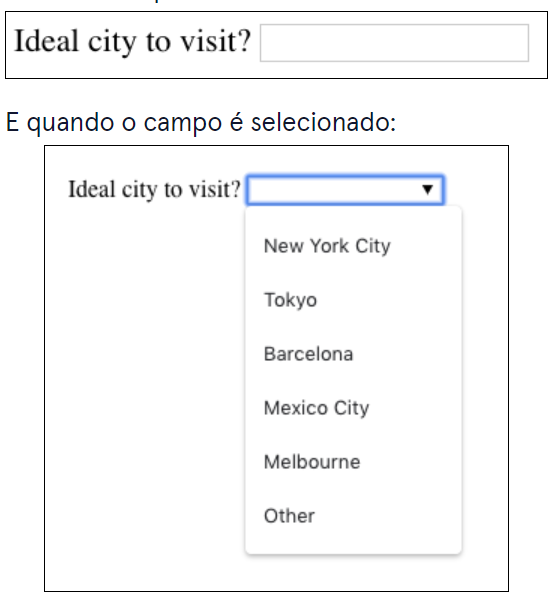 Ideal city to visit?
E quando o campo é selecionado:
Ideal city to visit?
New York City
Tokyo
Barcelona
Mexico City
Melbourne
Other